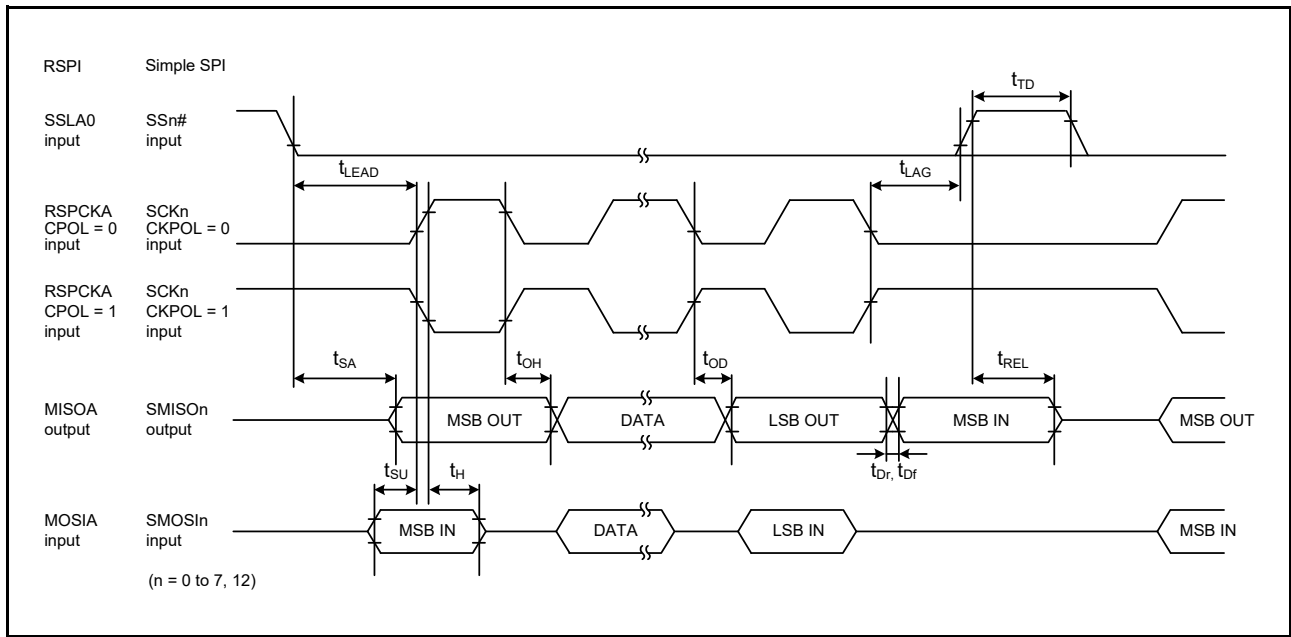 RSPI Simple SPI
tTD
SSLA0 SSn#
input input
tLEAD tLAG
RSPCKA SCKn
CPOL = 0 CKPOL = 0
input input
RSPCKA SCKn
CPOL = 1 CKPOL = 1
input input
tSA tOH tOD tREL
MISOA SMISOn
output output
MSB OUT DATA LSB OUT MSB IN MSB OUT
tSU tH tDr, tDf
MOSIA SMOSIn
input input
MSB IN DATA LSB IN MSB IN
(n = 0 to 7, 12)